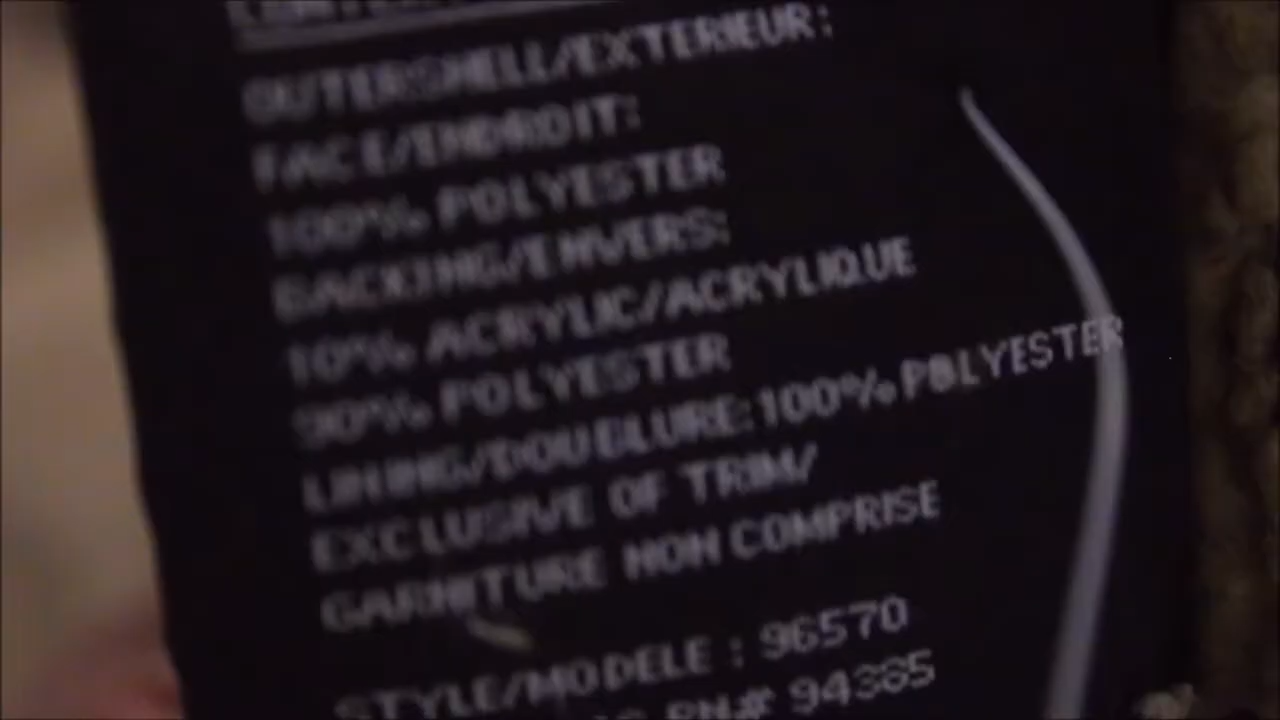 OUTERSHELL/EXTERIEUR:
FACE/ENDROIT:
100% POLYESTER
BACKING/ENVERS:
10% ACRYLIC/ACRYLIQUE
90% POLYESTER
LINING/DOUBLURE:100% POLYESTER
EXCLUSIVE OF TRIM/
GARNITURE NON COMPRISE
STYLE/MODELE : 96570
PN# 94385